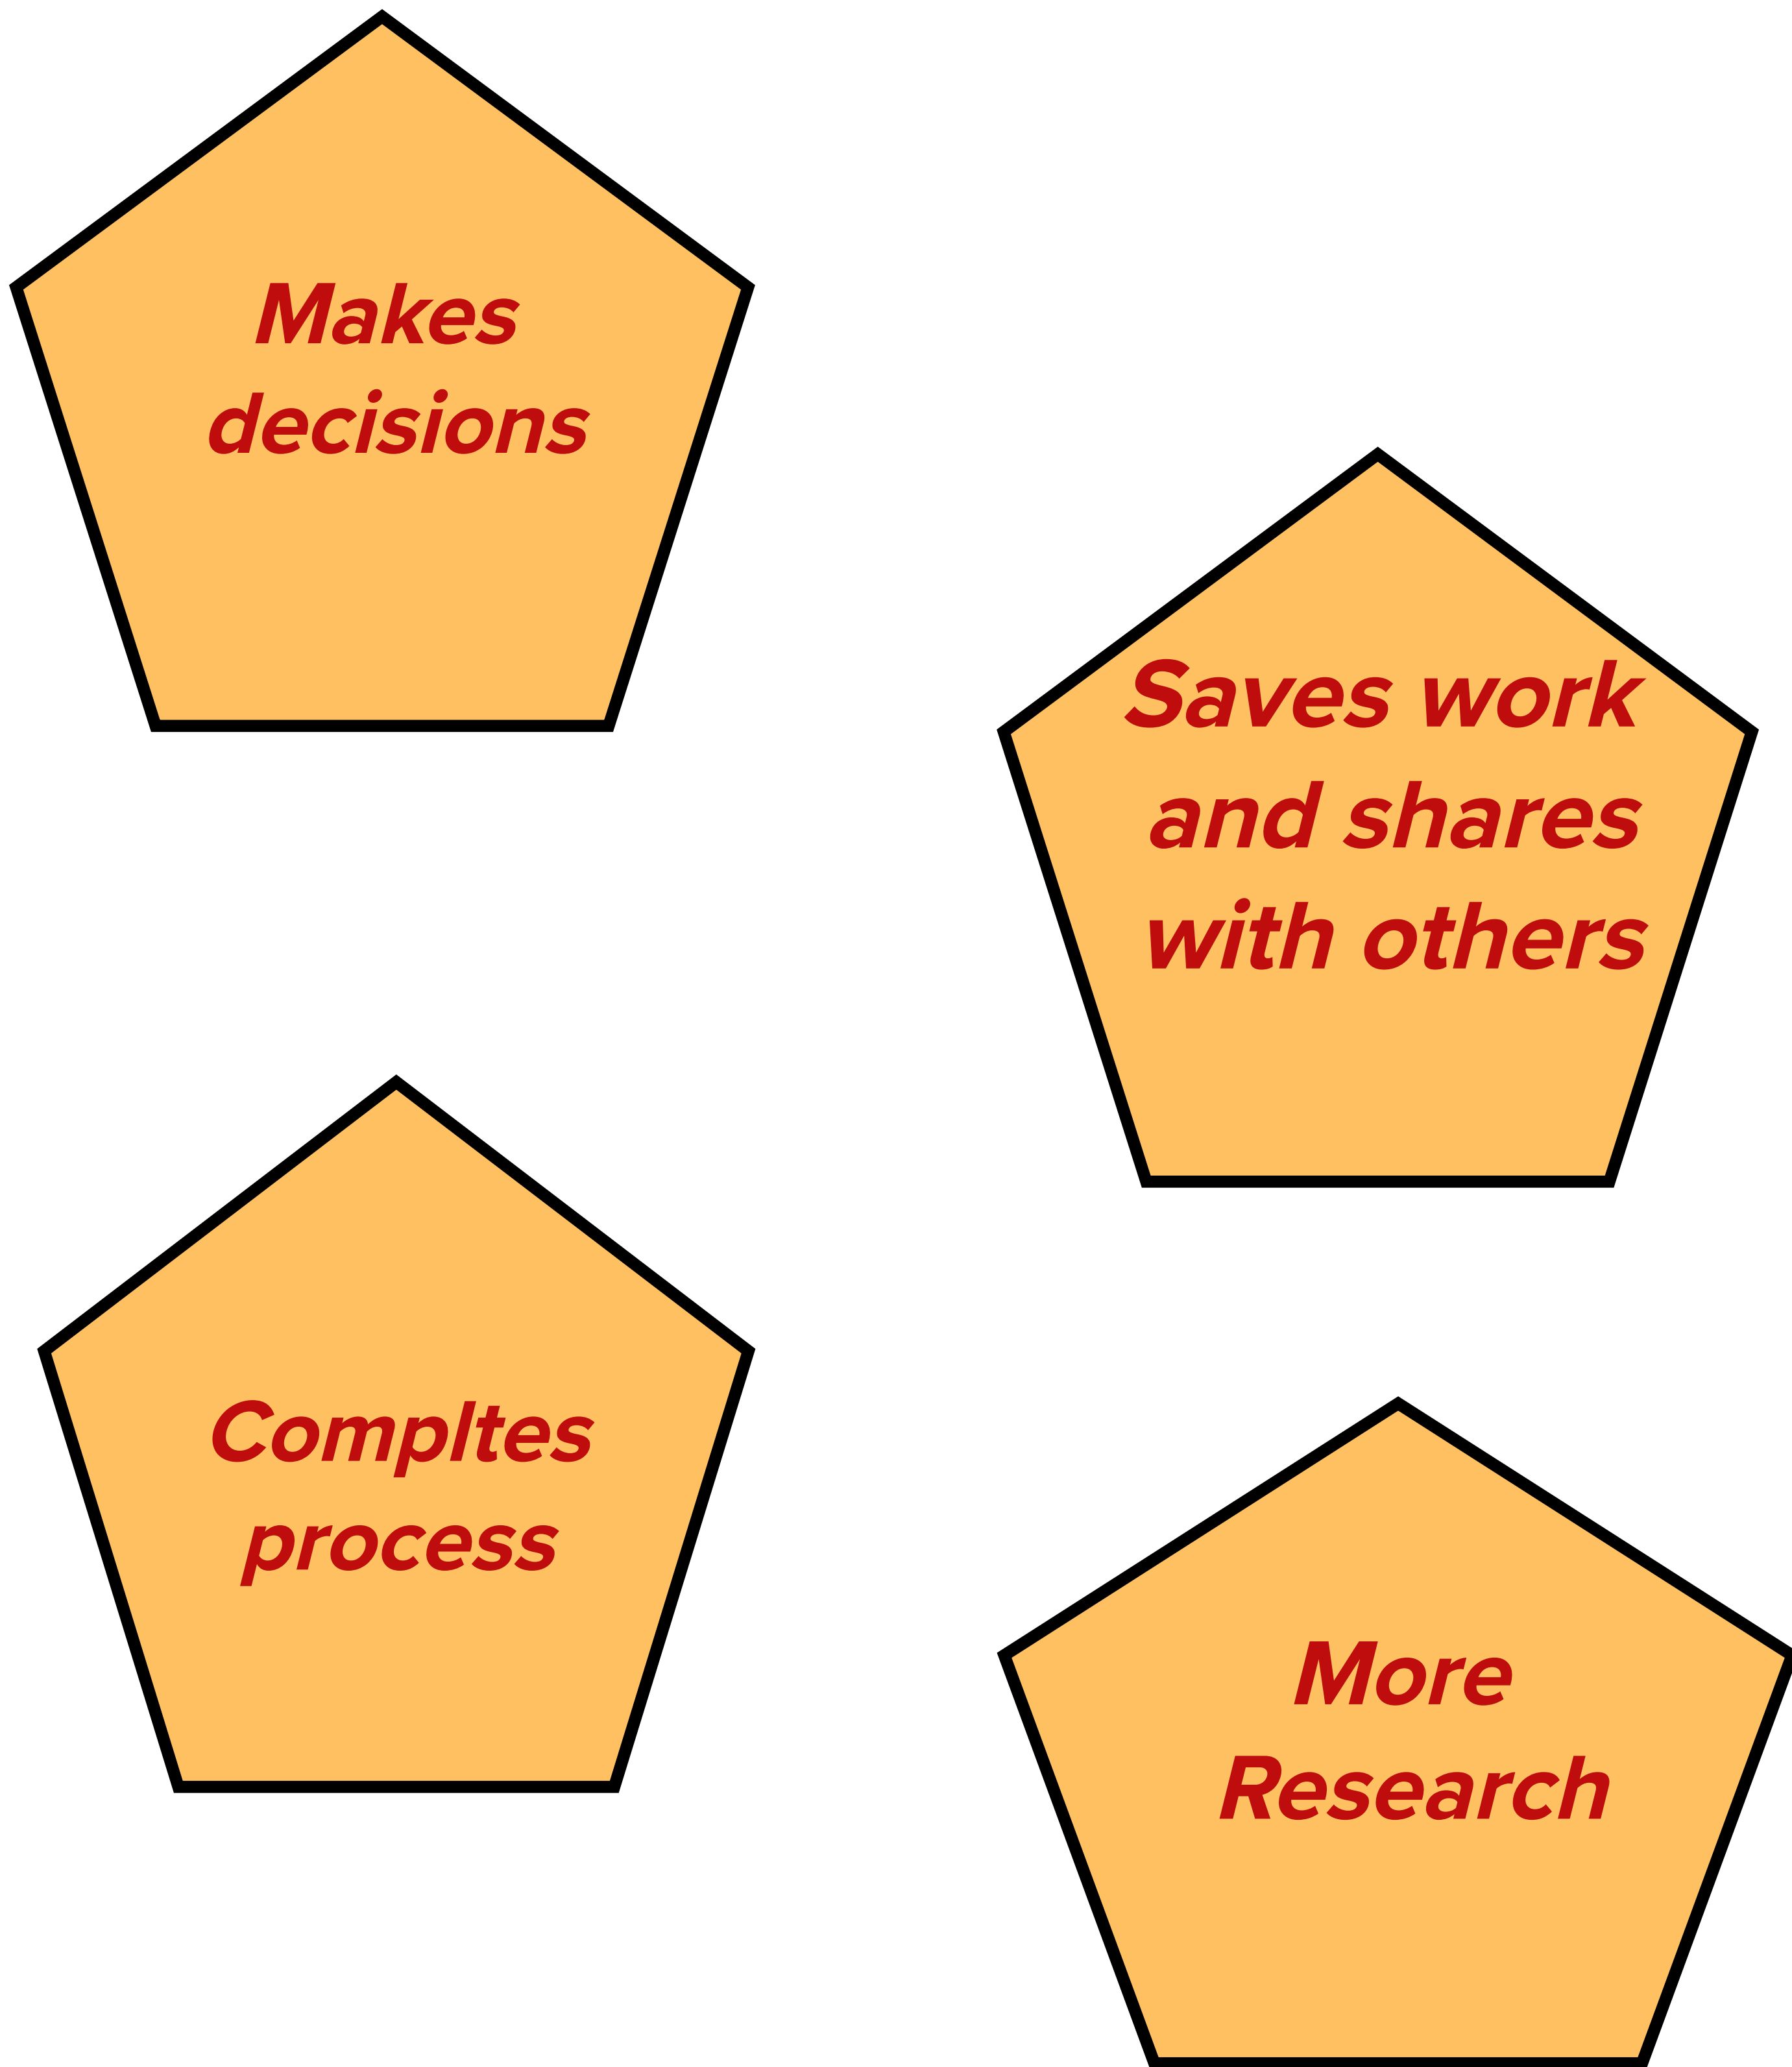 Makes
decisions
Saves work
and shares
with others
Compltes
process
More
Research